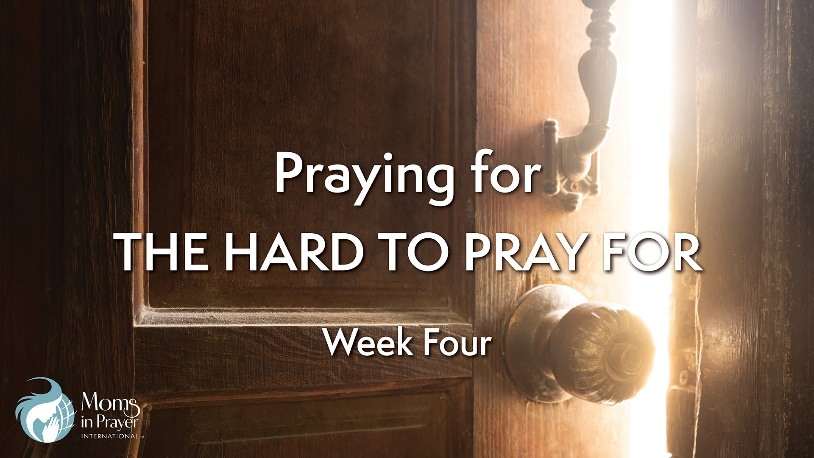 Praying for
THE HARD TO PRAY FOR
Week Four
Moms
in Prayer
INTERNATIONAL